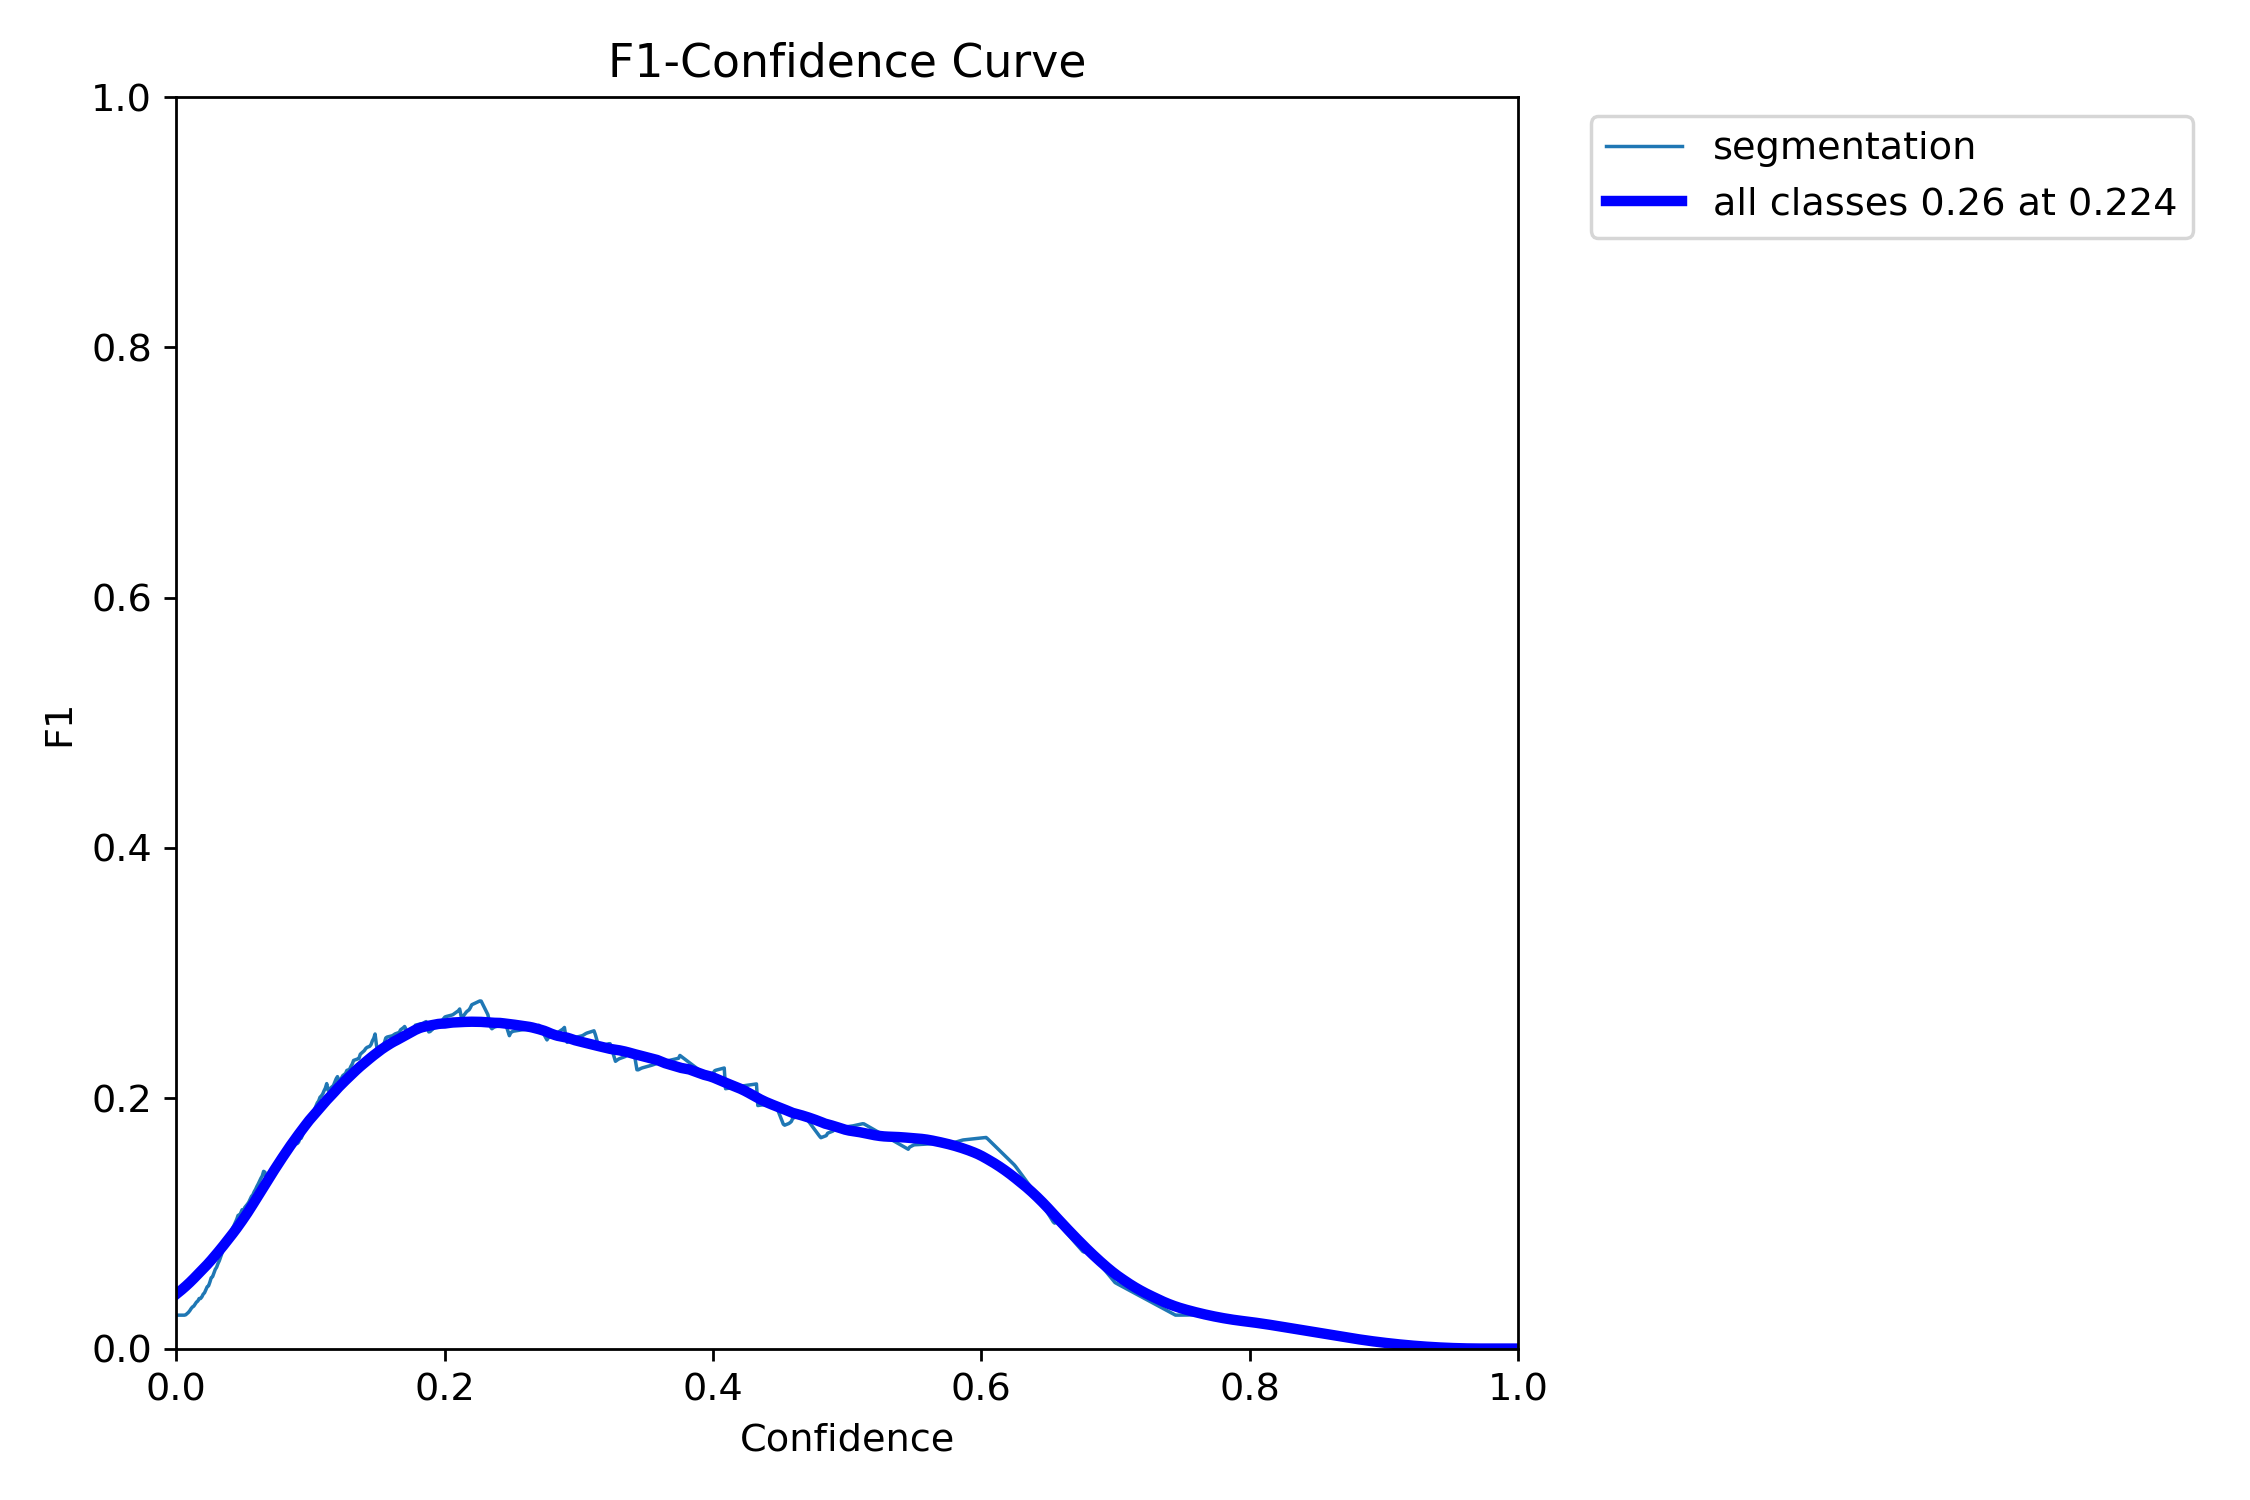 F1-Confidence Curve
1.0
0.8
0.6
0.4
0.2
0.0
F1
0.0 0.2 0.4 0.6 0.8 1.0
Confidence
segmentation
all classes 0.26 at 0.224